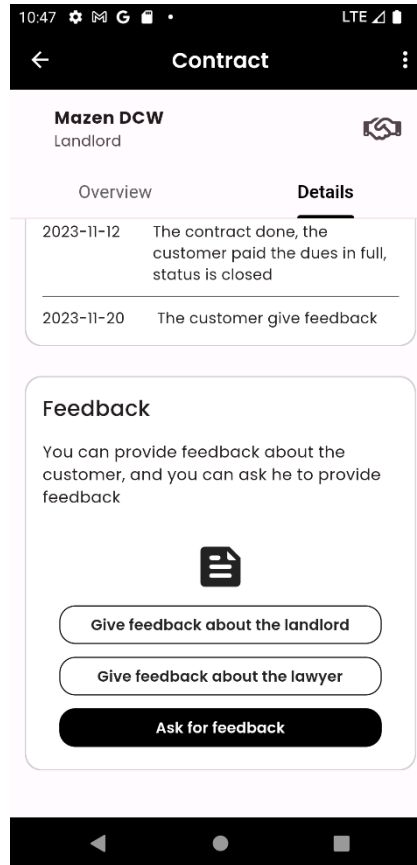 10:47 G LTE
Contract
Mazen DCW
Landlord
Overview Details
2023-11-12 The contract done, the
customer paid the dues in full,
status is closed
2023-11-20 The customer give feedback
Feedback
You can provide feedback about the
customer, and you can ask he to provide
feedback
Give feedback about the landlord
Give feedback about the lawyer
Ask for feedback